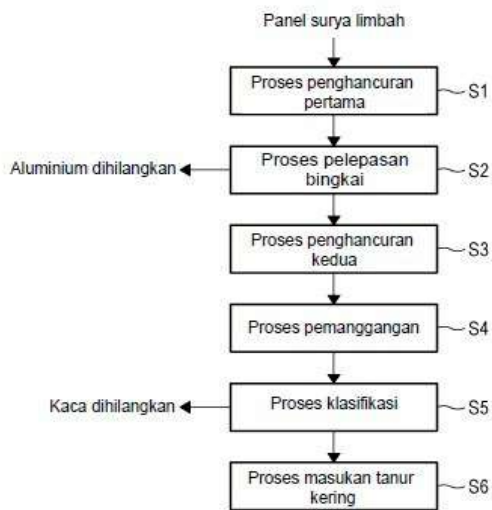 Panel surya limbah
Proses penghancuran
pertama
S1
Aluminium dihilangkan
Proses pelepasan
bingkai
S2
Proses penghancuran
kedua
S3
Proses pemanggangan
S4
Kaca dihilangkan
Proses klasifikasi
S5
Proses masukan tanur
kering
S6